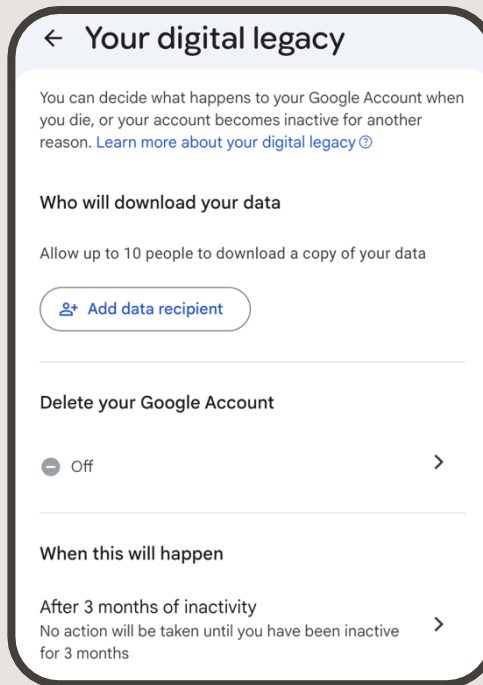 Your digital legacy
You can decide what happens to your Google Account when
you die, or your account becomes inactive for another
reason. Learn more about your digital legacy
Who will download your data
Allow up to 10 people to download a copy of your data
Add data recipient
Delete your Google Account
Off
When this will happen
After 3 months of inactivity
No action will be taken until you have been inactive
for 3 months